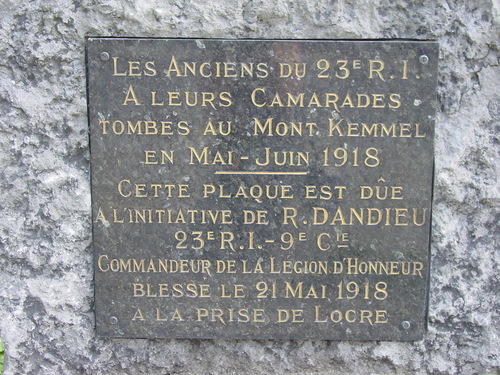 LES ANCIENS DU 23E R.I.
A LEURS CAMARADES
TOMBÉS AU MONT KEMMEL
EN MAI-JUIN 1918
CETTE PLAQUE EST DÛE
A L'INITIATIVE DE R. DANDIEU
23E R.I.-9E CIE
COMMANDEUR DE LA LÉGION D'HONNEUR
BLESSÉ LE 21 MAI 1918
A LA PRISE DE LOCRE